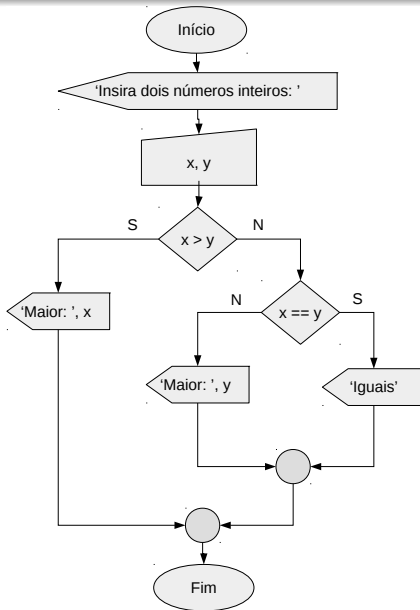 Início
‘Insira dois números inteiros: ’
x, y
S
x > y
N
‘Maior: ’, x
N
x == y
S
‘Maior: ’, y
‘Iguais’
Fim